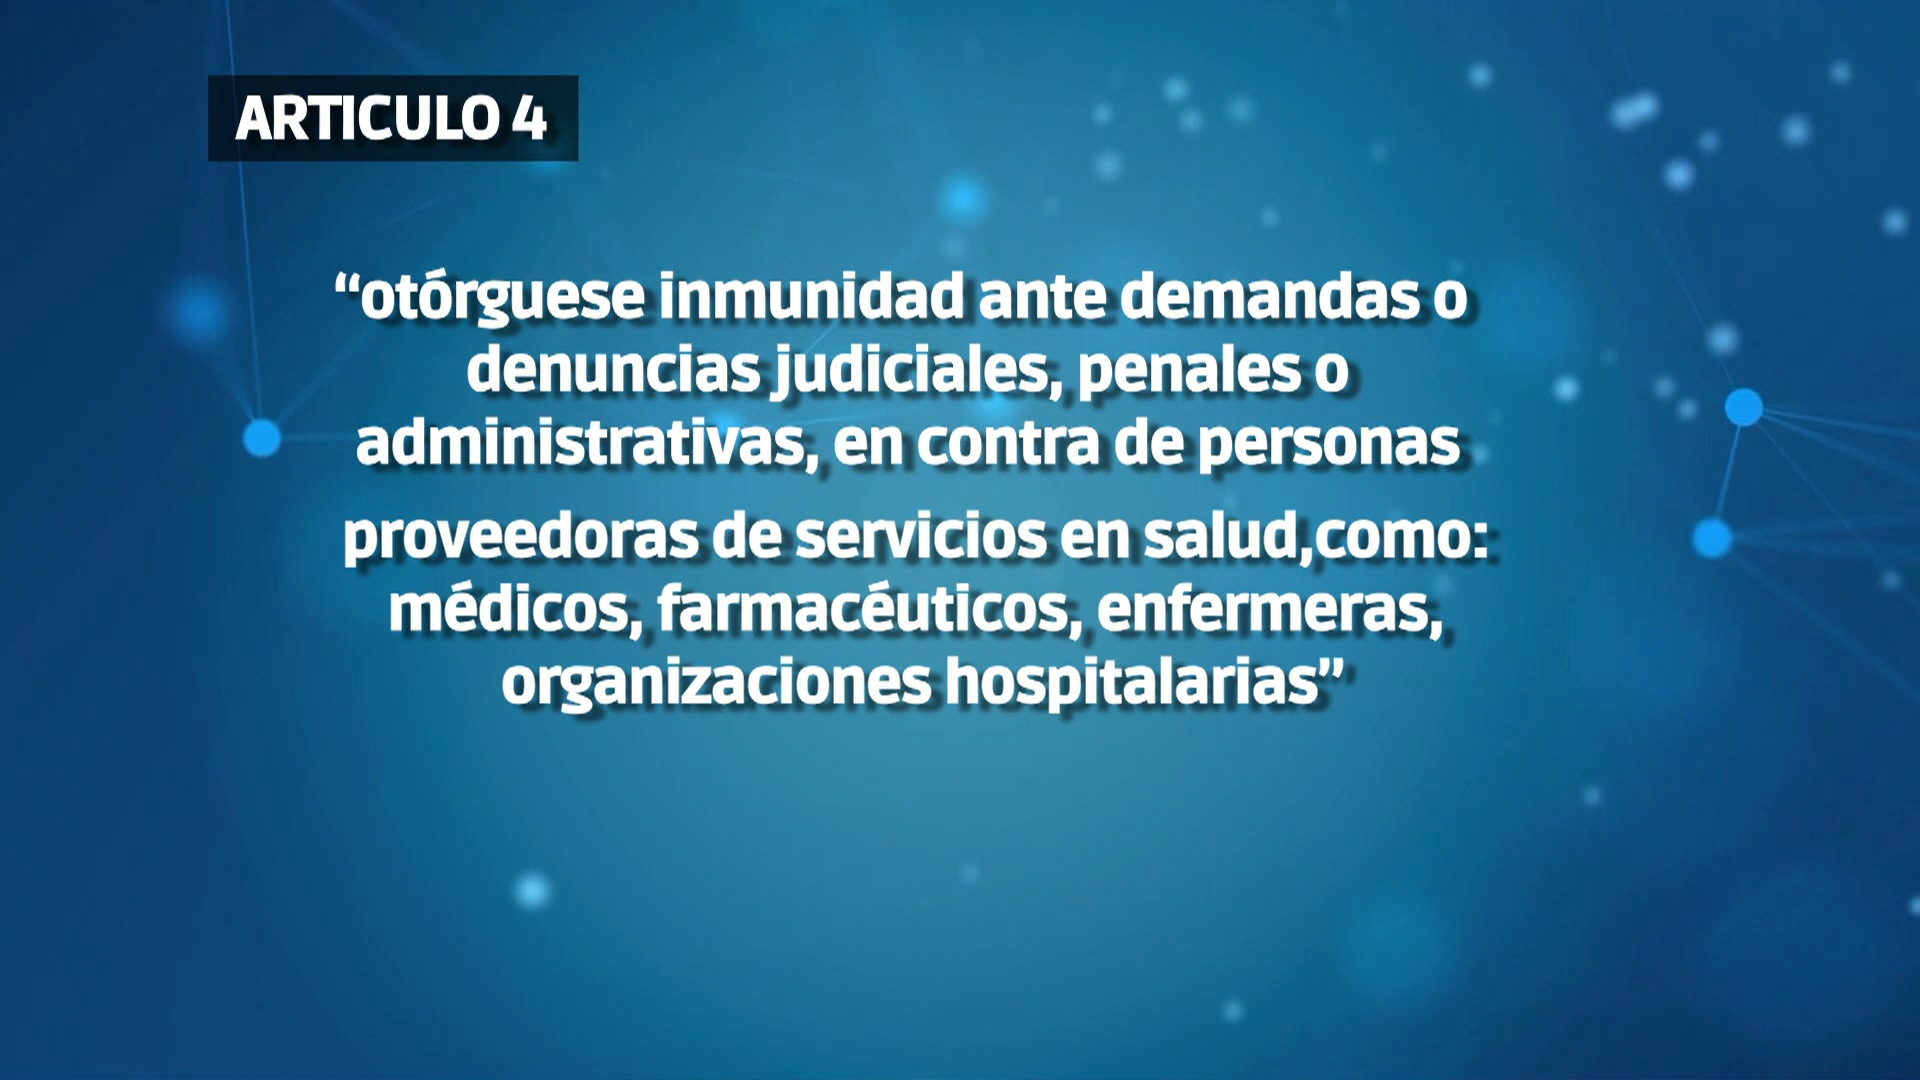 ARTICULO 4
“otórguese inmunidad ante demandas o
denuncias judiciales, penales o
administrativas, en contra de personas
proveedoras de servicios en salud,como:
médicos, farmacéuticos, enfermeras,
organizaciones hospitalarias”